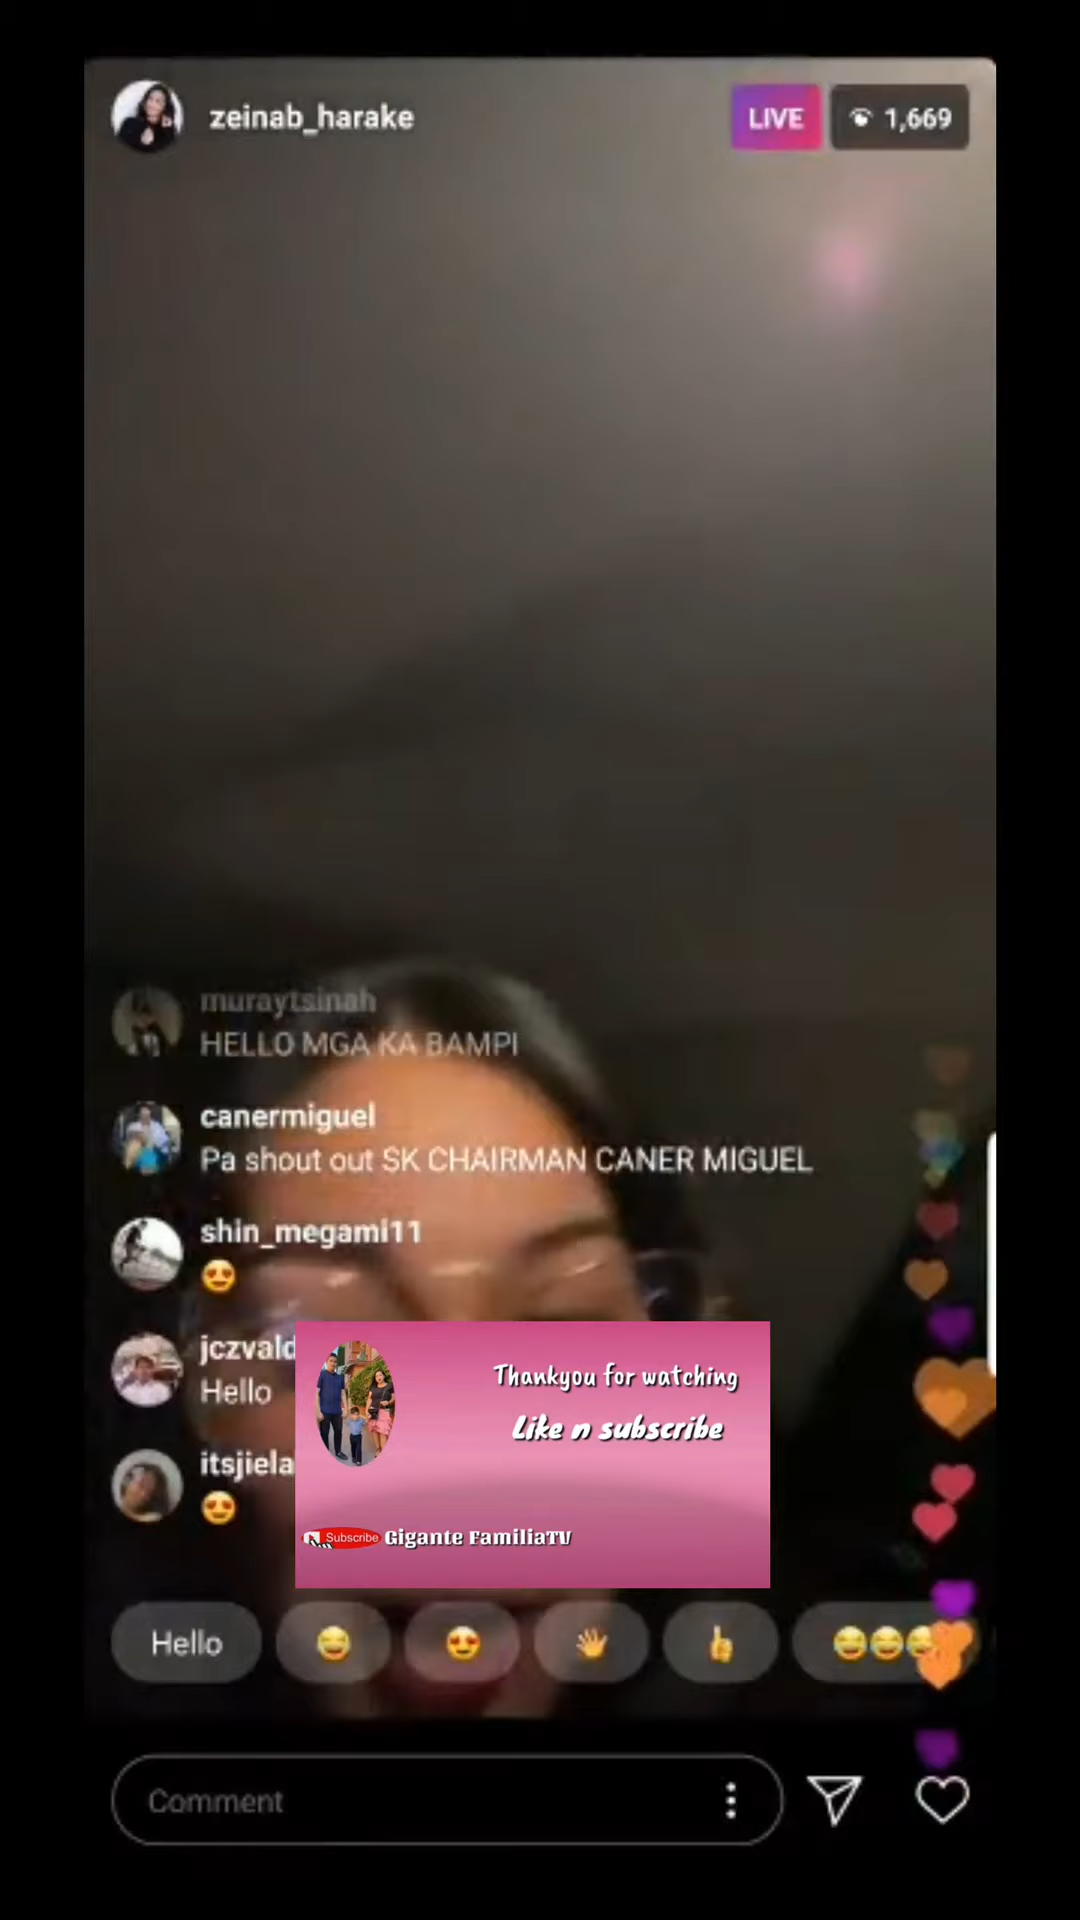 zeinab_harake
LIVE
1,669
muraytsinah
HELLO MGA KA BAMPI
canermiguel
Pa shout out SK CHAIRMAN CANER MIGUEL
shin_megami11
jczvald
Hello
itsjiela
Thankyou for watching
Like n subscribe
Subscribe
Gigante FamiliaTV
Hello
Comment